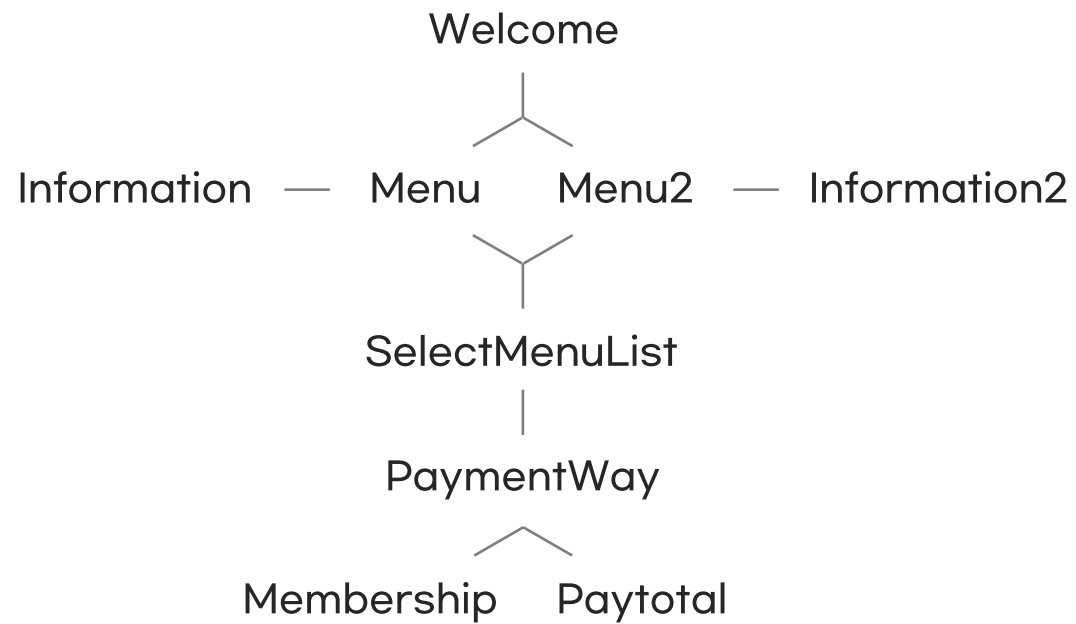 Welcome
Information Menu Menu2 Information2
SelectMenuList
PaymentWay
Membership Paytotal